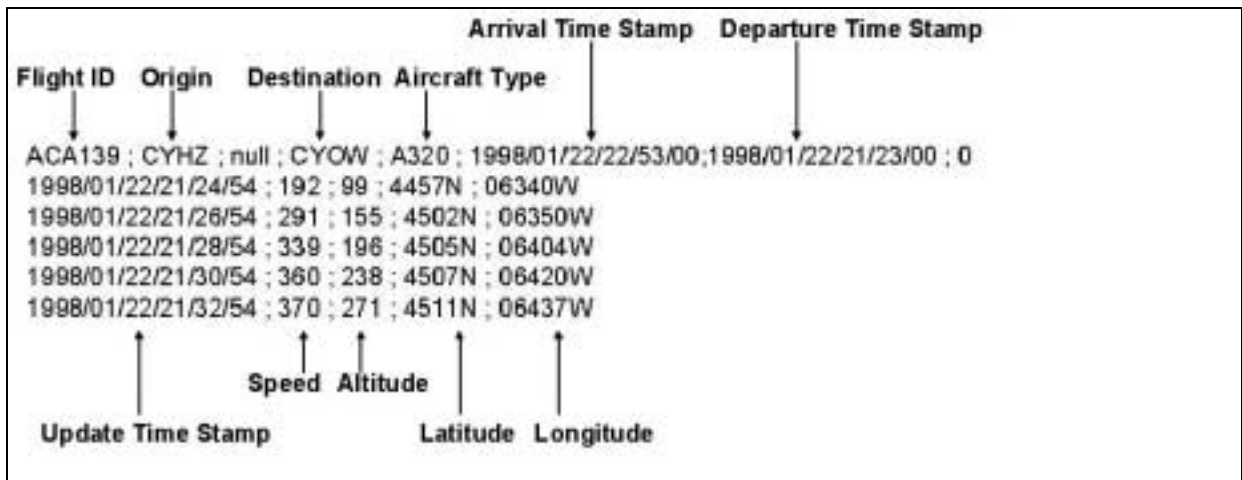 Arrival Time Stamp Departure Time Stamp
Flight ID Origin Destination Aircraft Type
ACA139 ; CYHZ ; null ; CYOW ; A320 ; 1998/01/22/22/53/00;1998/01/22/21/23/00 ; 0
1998/01/22/21/24/54 ; 192 ; 99 ; 4457N ; 06340W
1998/01/22/21/26/54 ; 291 ; 155 ; 4502N ; 06350W
1998/01/22/21/28/54 ; 339 ; 196 ; 4505N ; 06404W
1998/01/22/21/30/54 ; 360 ; 238 ; 4507N ; 06420W
1998/01/22/21/32/54 ; 370 ; 271 ; 4511N ; 06437W
Speed Altitude
Update Time Stamp Latitude Longitude